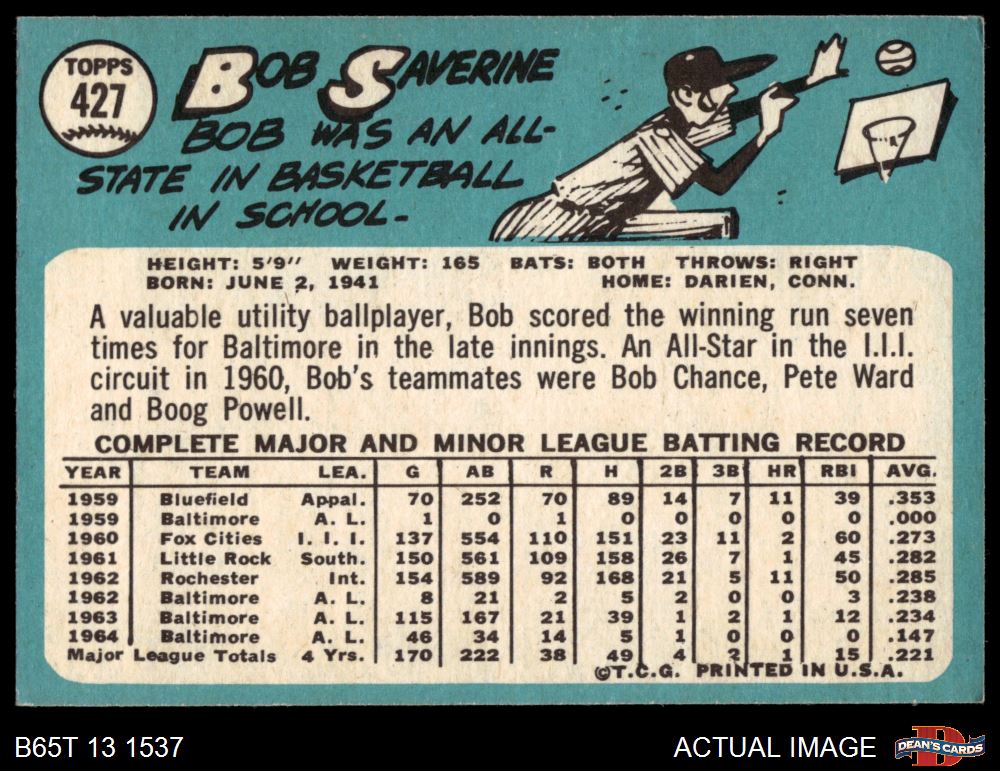 TOPPS
427
BOB SAVERINE
BOB WAS AN ALL-
STATE IN BASKETBALL
IN SCHOOL-
HEIGHT: 5'9" WEIGHT: 165 BATS: BOTH THROWS: RIGHT
BORN: JUNE 2, 1941 HOME: DARIEN, CONN.
A valuable utility ballplayer, Bob scored the winning run seven
times for Baltimore in the late innings. An All-Star in the I.I.I.
circuit in 1960, Bob's teammates were Bob Chance, Pete Ward
and Boog Powell.
COMPLETE MAJOR AND MINOR LEAGUE BATTING RECORD
YEAR TEAM LEA. G AB R H 2B 3B HR RBI AVG.
1959 Bluefield Appal. 70 252 70 89 14 7 11 39 .353
1959 Baltimore A. L. 1 0 1 0 0 0 0 0 .000
1960 Fox Cities I. I. I. 137 554 110 151 23 11 2 60 .273
1961 Little Rock South. 150 561 109 158 26 7 1 45 .282
1962 Rochester Int. 154 589 92 168 21 5 11 50 .285
1962 Baltimore A. L. 8 21 2 5 2 0 0 3 .238
1963 Baltimore A. L. 115 167 21 39 1 2 1 12 .234
1964 Baltimore A. L. 46 34 14 5 1 0 0 0 .147
Major League Totals 4 Yrs. 170 222 38 49 4 2 1 15 .221
©T.C.G. PRINTED IN U.S.A.
B65T 13 1537
ACTUAL IMAGE
DEAN'S CARDS